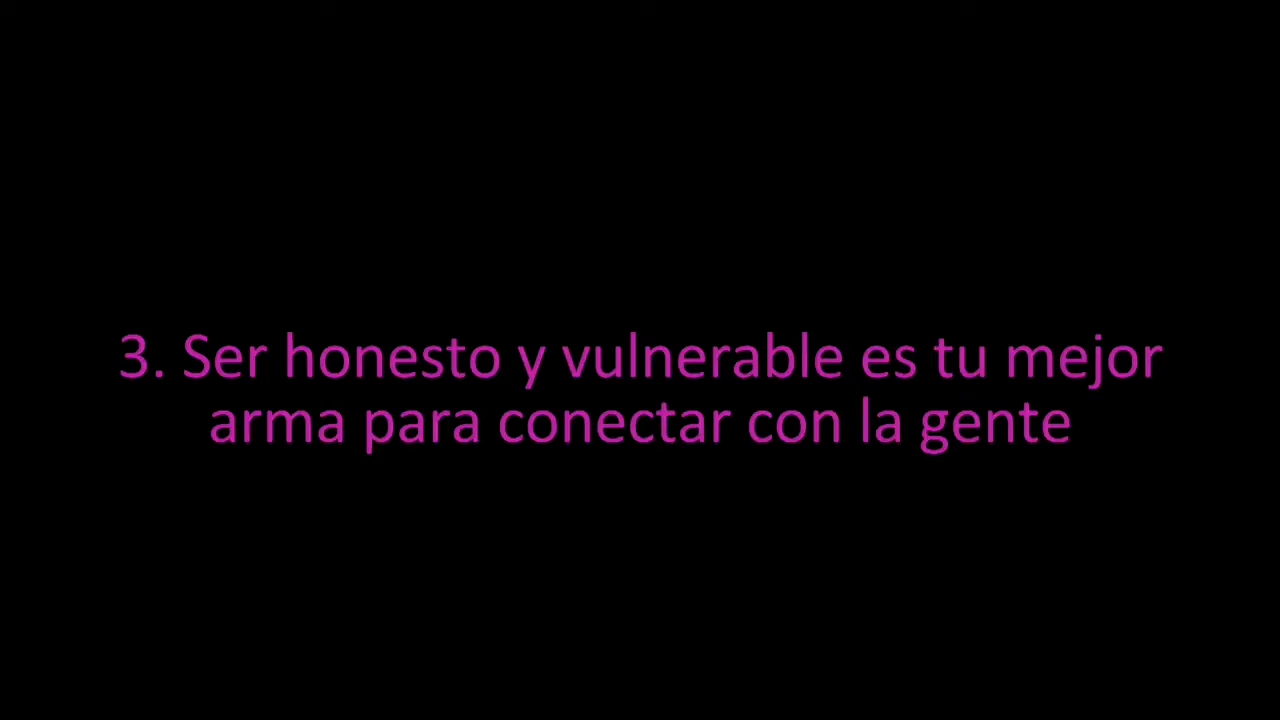 3. Ser honesto y vulnerable es tu mejor
arma para conectar con la gente